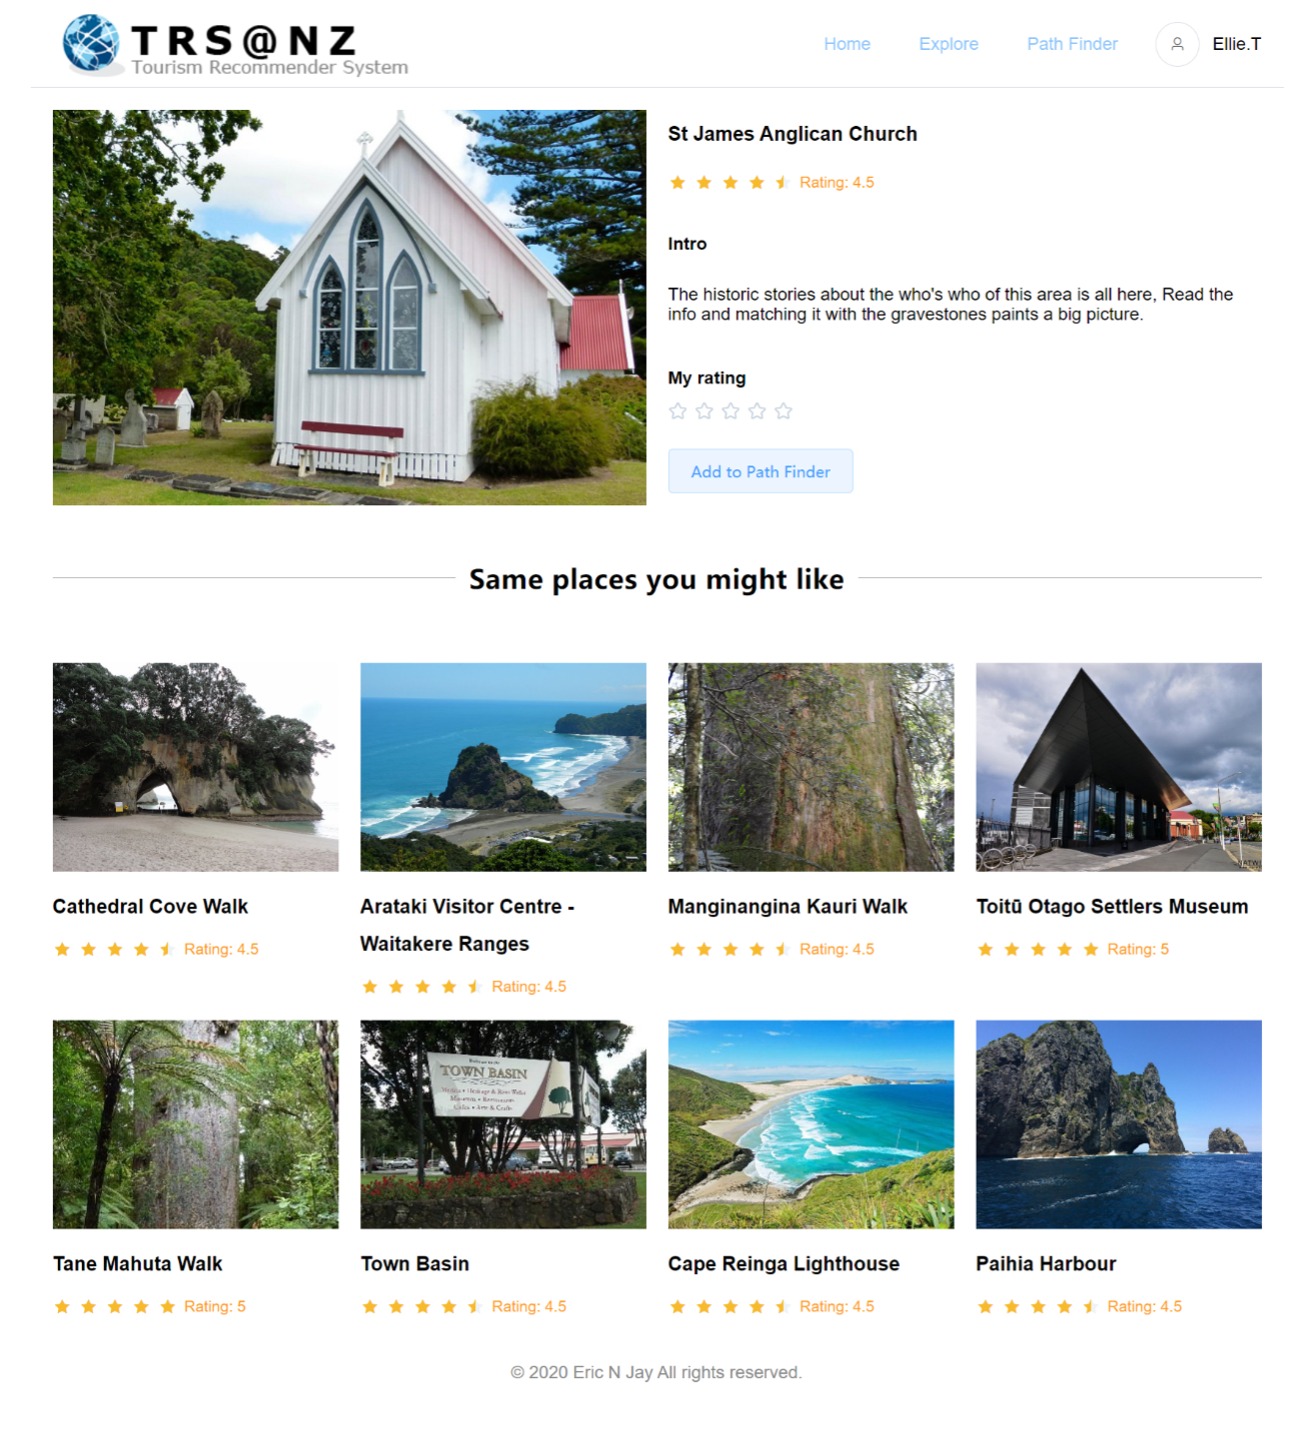 TRS@NZ
Tourism Recommender System
Home Explore Path Finder Ellie.T
St James Anglican Church
Rating: 4.5
Intro
The historic stories about the who's who of this area is all here, Read the
info and matching it with the gravestones paints a big picture.
My rating
Add to Path Finder
Same places you might like
Cathedral Cove Walk
Rating: 4.5
Arataki Visitor Centre -
Waitakere Ranges
Rating: 4.5
Manginangina Kauri Walk
Rating: 4.5
Toitū Otago Settlers Museum
Rating: 5
TOWN BASIN
Tane Mahuta Walk
Rating: 5
Town Basin
Rating: 4.5
Cape Reinga Lighthouse
Rating: 4.5
Paihia Harbour
Rating: 4.5
© 2020 Eric N Jay All rights reserved.